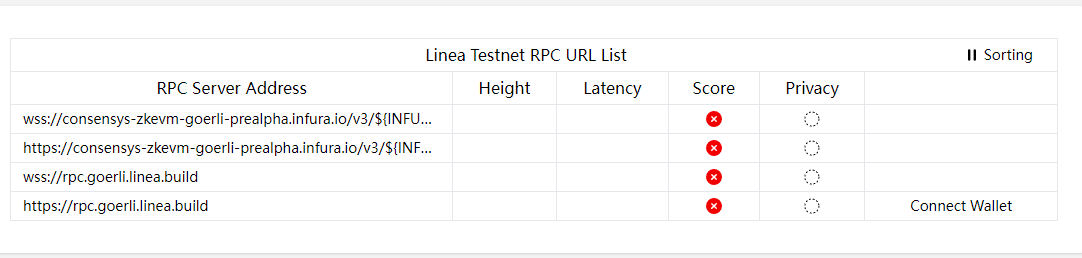 Linea Testnet RPC URL List
Sorting
RPC Server Address Height Latency Score Privacy
wss://consensys-zkevm-goerli-prealpha.infura.io/v3/${INFU...
https://consensys-zkevm-goerli-prealpha.infura.io/v3/${INF...
wss://rpc.goerli.linea.build
https://rpc.goerli.linea.build Connect Wallet